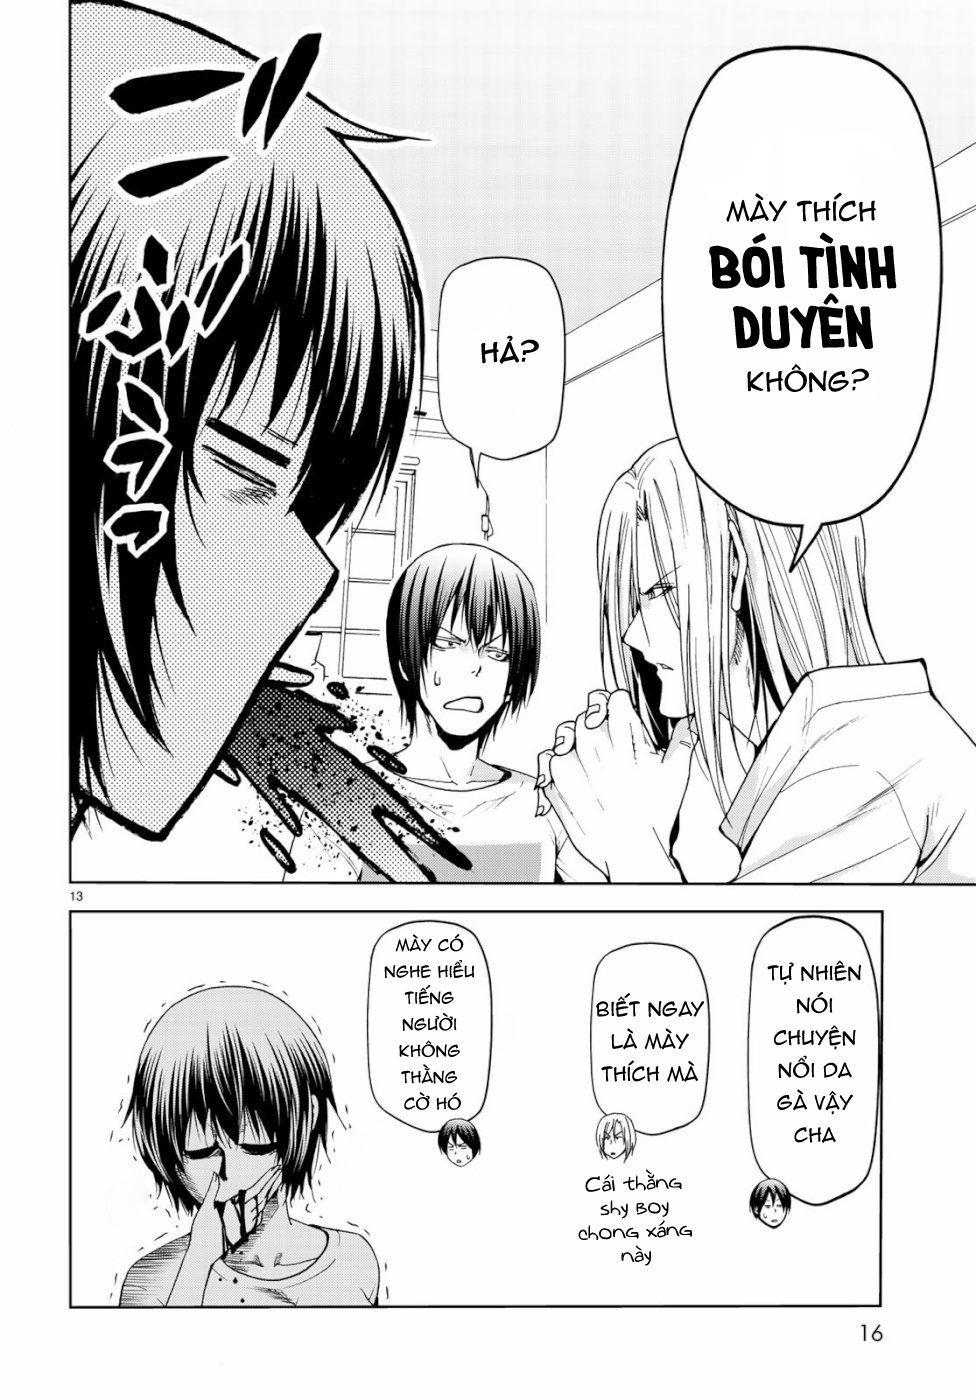 MÀY THÍCH
BÓI TÌNH
DUYÊN
KHÔNG?
HẢ?
13
TỰ NHIÊN
NÓI
CHUYỆN
NỔI DA
GÀ VẬY
CHA
BIẾT NGAY
LÀ MÀY
THÍCH MÀ
Cái thằng
shy Boy
chong xáng
này
MÀY CÓ
NGHE HIỂU
TIẾNG
NGƯỜI
KHÔNG
THẰNG
CỜ HÓ
16